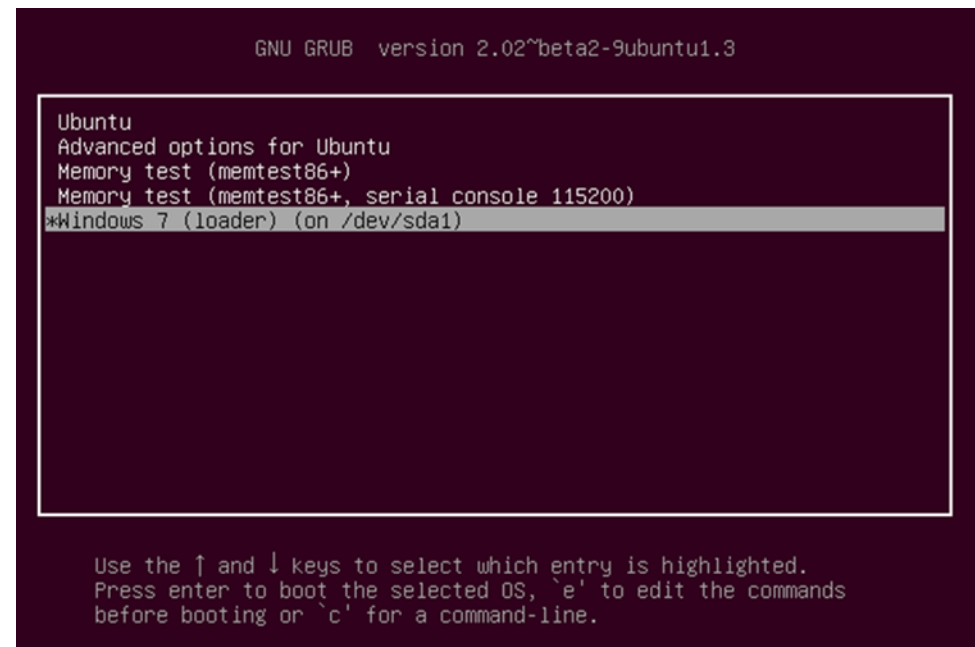 GNU GRUB  version 2.02~beta2-9ubuntu1.3
Ubuntu
Advanced options for Ubuntu
Memory test (memtest86+)
Memory test (memtest86+, serial console 115200)
*Windows 7 (loader) (on /dev/sda1)
Use the ↑ and ↓ keys to select which entry is highlighted.
Press enter to boot the selected OS, `e' to edit the commands
before booting or `c' for a command-line.